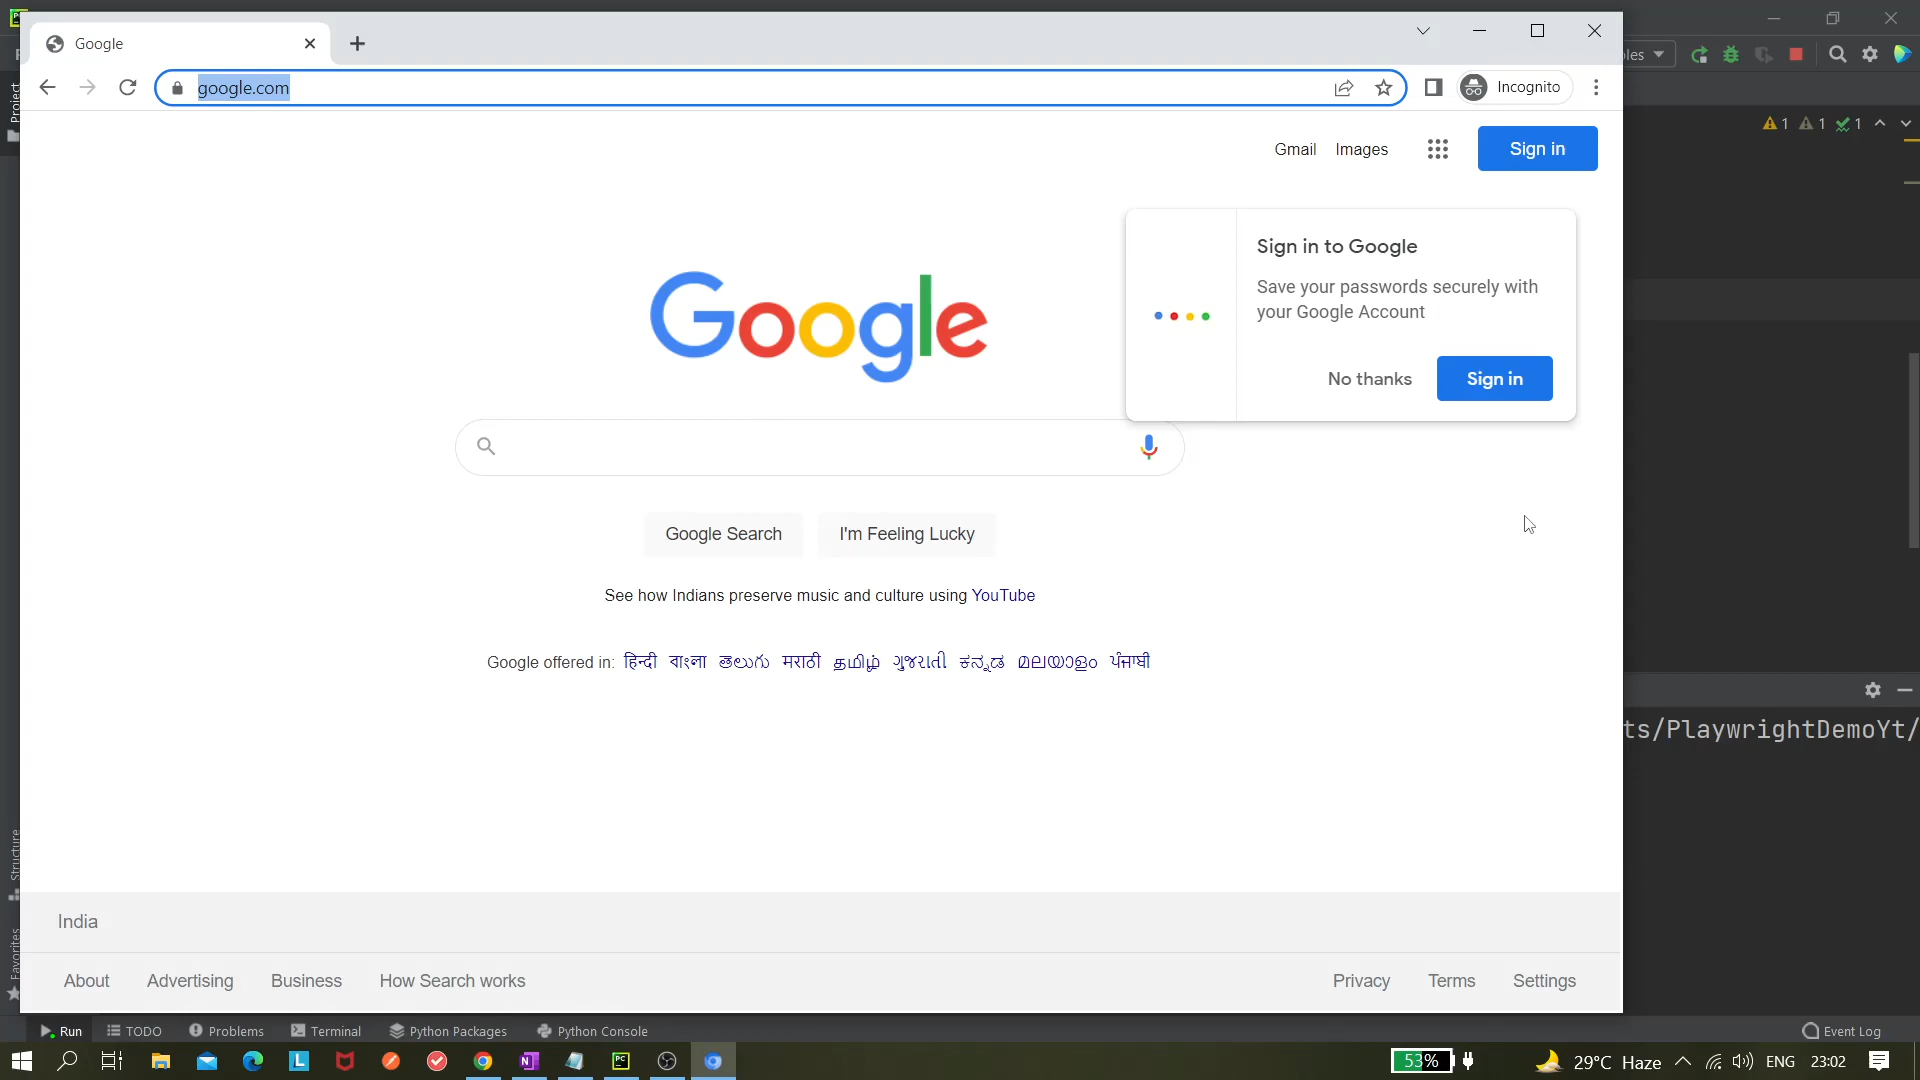 Google
google.com
Incognito
les
Project
1 1 1
Gmail Images Sign in
Sign in to Google
Save your passwords securely with
your Google Account
No thanks Sign in
Google
Google Search I'm Feeling Lucky
See how Indians preserve music and culture using YouTube
Google offered in: हिन्दी বাংলা తెలుగు मराठी தமிழ் ગુજરાતી ಕನ್ನಡ മലയാളം ਪੰਜਾਬੀ
ts/PlaywrightDemoYt/
Structure
Favorites
India
About Advertising Business How Search works Privacy Terms Settings
Run TODO Problems Terminal Python Packages Python Console Event Log
53% 29°C Haze ENG 23:02